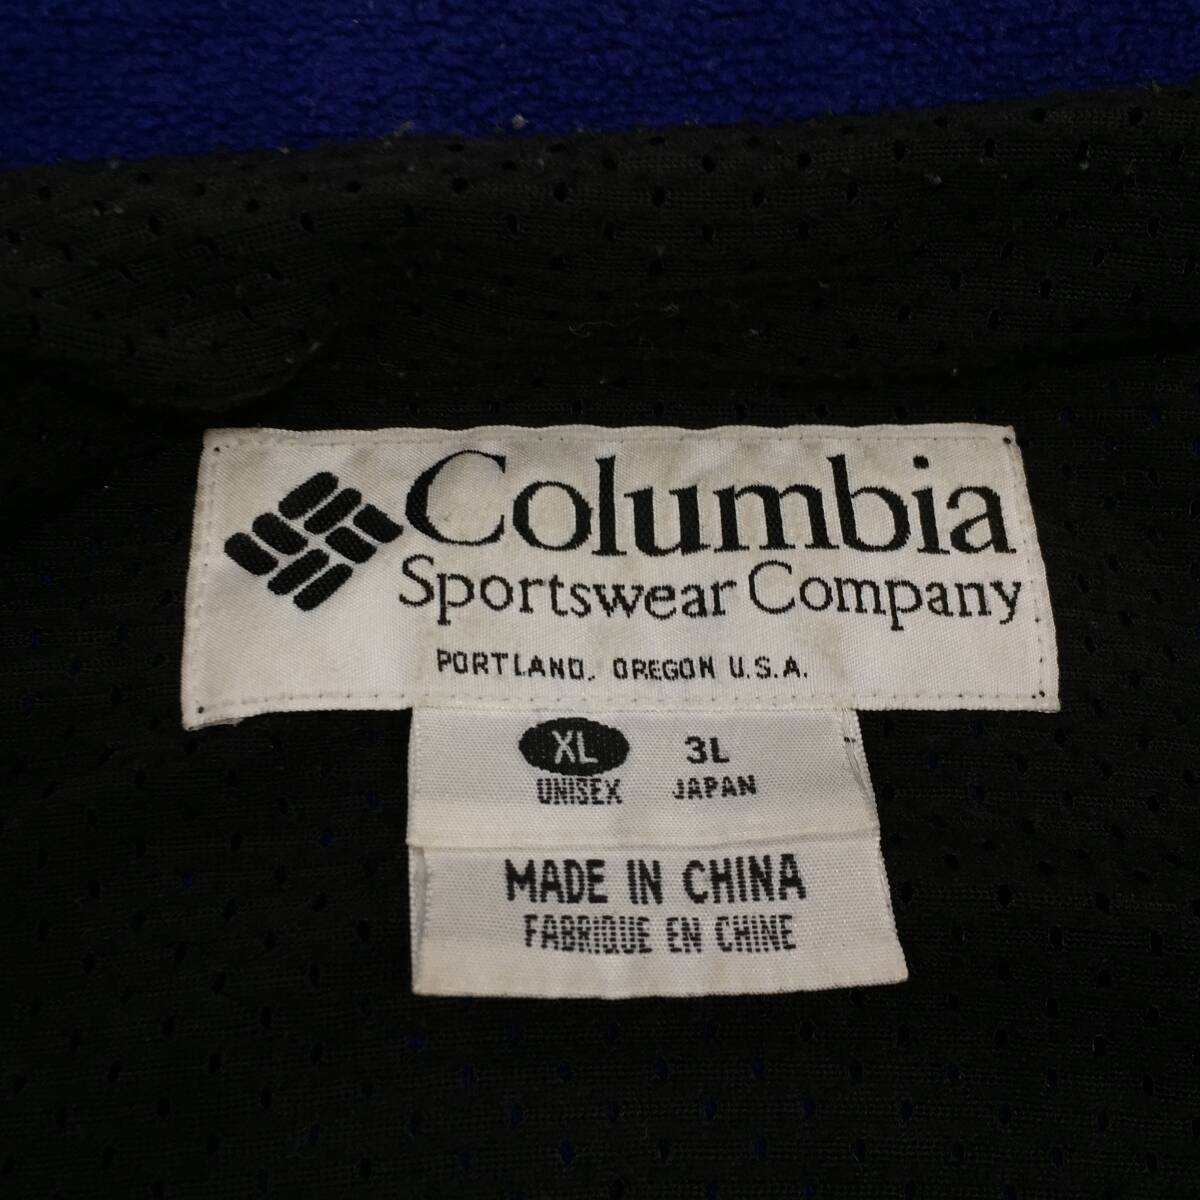 Columbia
Sportswear Company
PORTLAND, OREGON U.S.A.
XL 3L
UNISEX JAPAN
MADE IN CHINA
FABRIQUE EN CHINE